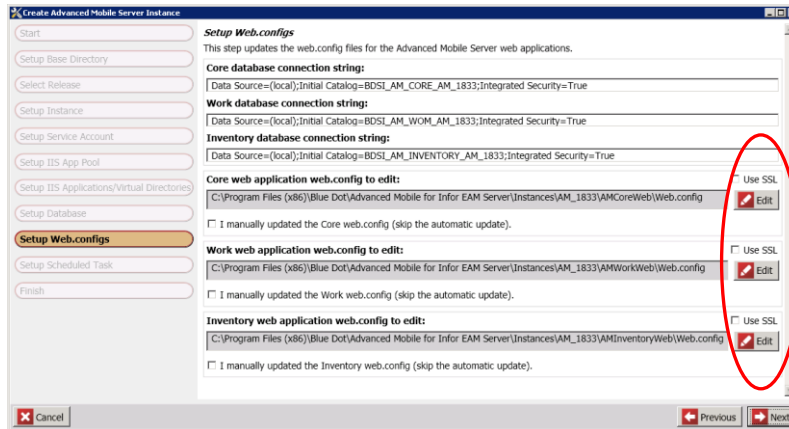 Create Advanced Mobile Server Instance
Start
Setup Base Directory
Select Release
Setup Instance
Setup Service Account
Setup IIS App Pool
Setup IIS Applications/Virtual Directories
Setup Database
Setup Web.configs
Setup Scheduled Task
Finish
Setup Web.configs
This step updates the web.config files for the Advanced Mobile Server web applications.
Core database connection string:
Data Source=(local);Initial Catalog=BDSI_AM_CORE_AM_1833;Integrated Security=True
Work database connection string:
Data Source=(local);Initial Catalog=BDSI_AM_WOM_AM_1833;Integrated Security=True
Inventory database connection string:
Data Source=(local);Initial Catalog=BDSI_AM_INVENTORY_AM_1833;Integrated Security=True
Core web application web.config to edit: Use SSL
C:\Program Files (x86)\Blue Dot\Advanced Mobile for Infor EAM Server\Instances\AM_1833\AMCoreWeb\Web.config Edit
I manually updated the Core web.config (skip the automatic update).
Work web application web.config to edit: Use SSL
C:\Program Files (x86)\Blue Dot\Advanced Mobile for Infor EAM Server\Instances\AM_1833\AMWorkWeb\Web.config Edit
I manually updated the Work web.config (skip the automatic update).
Inventory web application web.config to edit: Use SSL
C:\Program Files (x86)\Blue Dot\Advanced Mobile for Infor EAM Server\Instances\AM_1833\AMInventoryWeb\Web.config Edit
I manually updated the Inventory web.config (skip the automatic update).
Cancel Previous Next